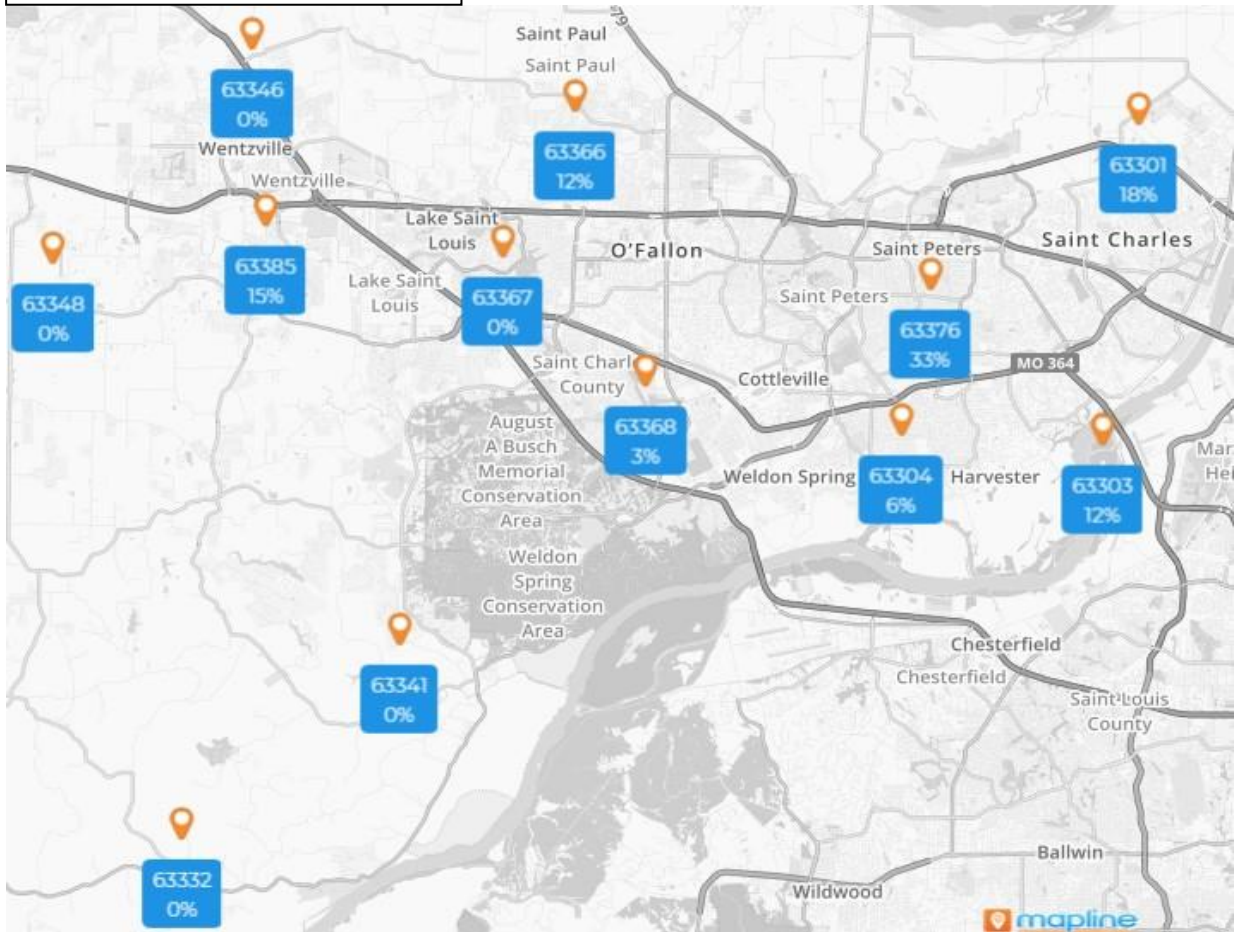 79
Saint Paul
Saint Paul
63346
0%
Wentzville
Wentzville
63366
12%
63301
18%
Lake Saint
Louis
Lake Saint
Louis
O'Fallon
Saint Peters
Saint Peters
Saint Charles
63348
0%
63385
15%
63367
0%
63376
33%
MO 364
Saint Charl
County
Cottleville
63368
3%
August
A Busch
Memorial
Conservation
Area
Weldon Spring
63304
6%
Harvester
63303
12%
Mar
Hei
Weldon
Spring
Conservation
Area
63341
0%
Chesterfield
Chesterfield
Saint Louis
County
63332
0%
Ballwin
Wildwood
mapline